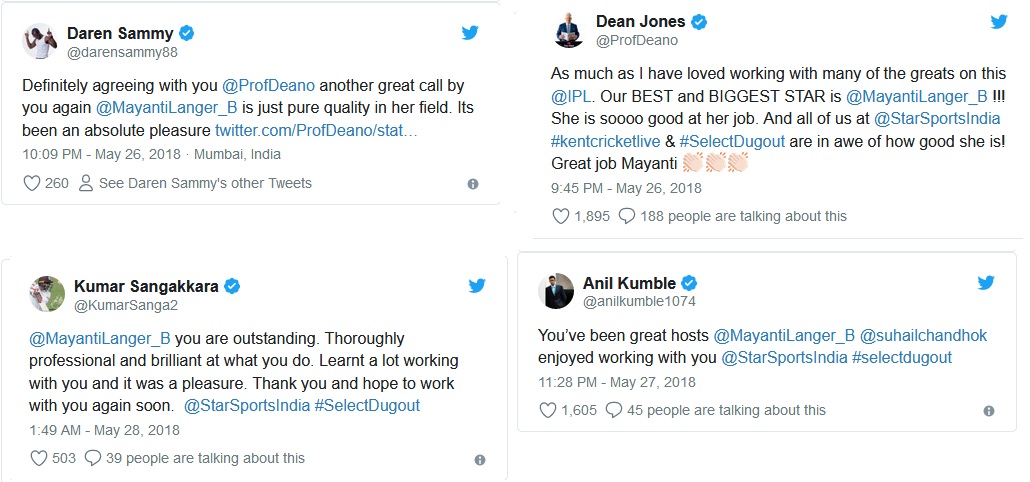 Daren Sammy
@darensammy88
Definitely agreeing with you @ProfDeano another great call by
you again @MayantiLanger_B is just pure quality in her field. Its
been an absolute pleasure twitter.com/ProfDeano/stat…
10:09 PM - May 26, 2018 · Mumbai, India
260 See Daren Sammy's other Tweets
Dean Jones
@ProfDeano
As much as I have loved working with many of the greats on this
@IPL. Our BEST and BIGGEST STAR is @MayantiLanger_B !!!
She is soooo good at her job. And all of us at @StarSportsIndia
#kentcricketlive & #SelectDugout are in awe of how good she is!
Great job Mayanti 👏🏻👏🏻👏🏻
9:45 PM - May 26, 2018
1,895 188 people are talking about this
Kumar Sangakkara
@KumarSanga2
@MayantiLanger_B you are outstanding. Thoroughly
professional and brilliant at what you do. Learnt a lot working
with you and it was a pleasure. Thank you and hope to work
with you again soon. @StarSportsIndia #SelectDugout
1:49 AM - May 28, 2018
503 39 people are talking about this
Anil Kumble
@anilkumble1074
You’ve been great hosts @MayantiLanger_B @suhailchandhok
enjoyed working with you @StarSportsIndia #selectdugout
11:28 PM - May 27, 2018
1,605 45 people are talking about this